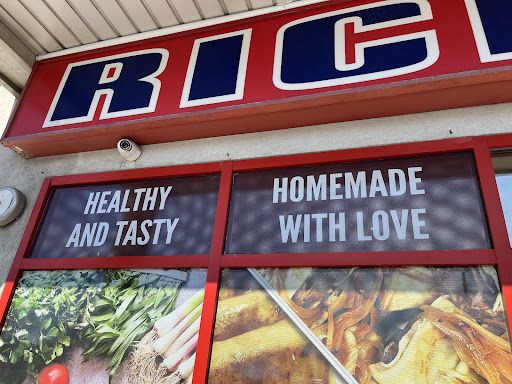 RIC
HEALTHY
AND TASTY
HOMEMADE
WITH LOVE